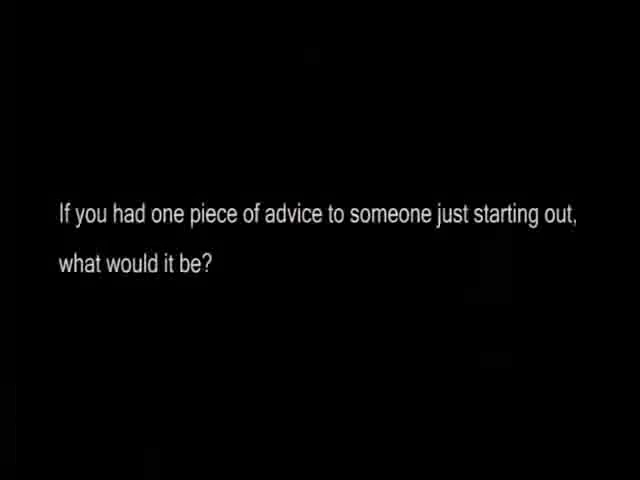 If you had one piece of advice to someone just starting out,
what would it be?